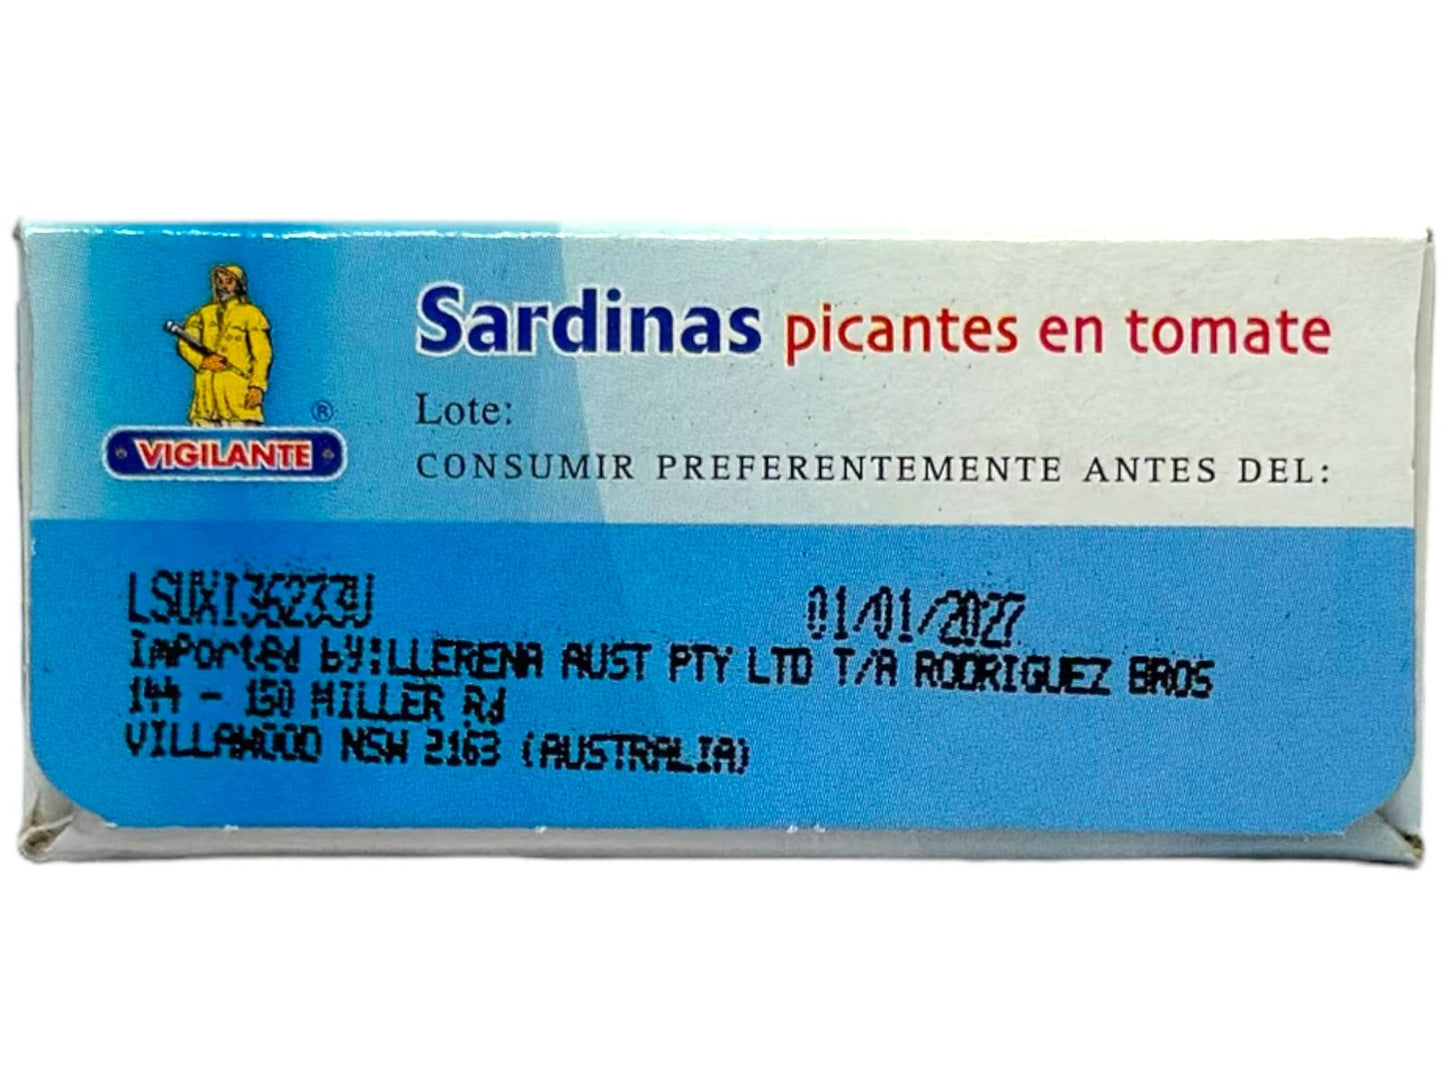 Sardinas picantes en tomate
®
VIGILANTE
Lote:
CONSUMIR PREFERENTEMENTE ANTES DEL:
01/01/2027
Imported by:LLERENA AUST PTY LTD T/A RODRIGUEZ BROS
144 - 150 MILLER Rd
VILLAWOOD NSW 2163 (AUSTRALIA)